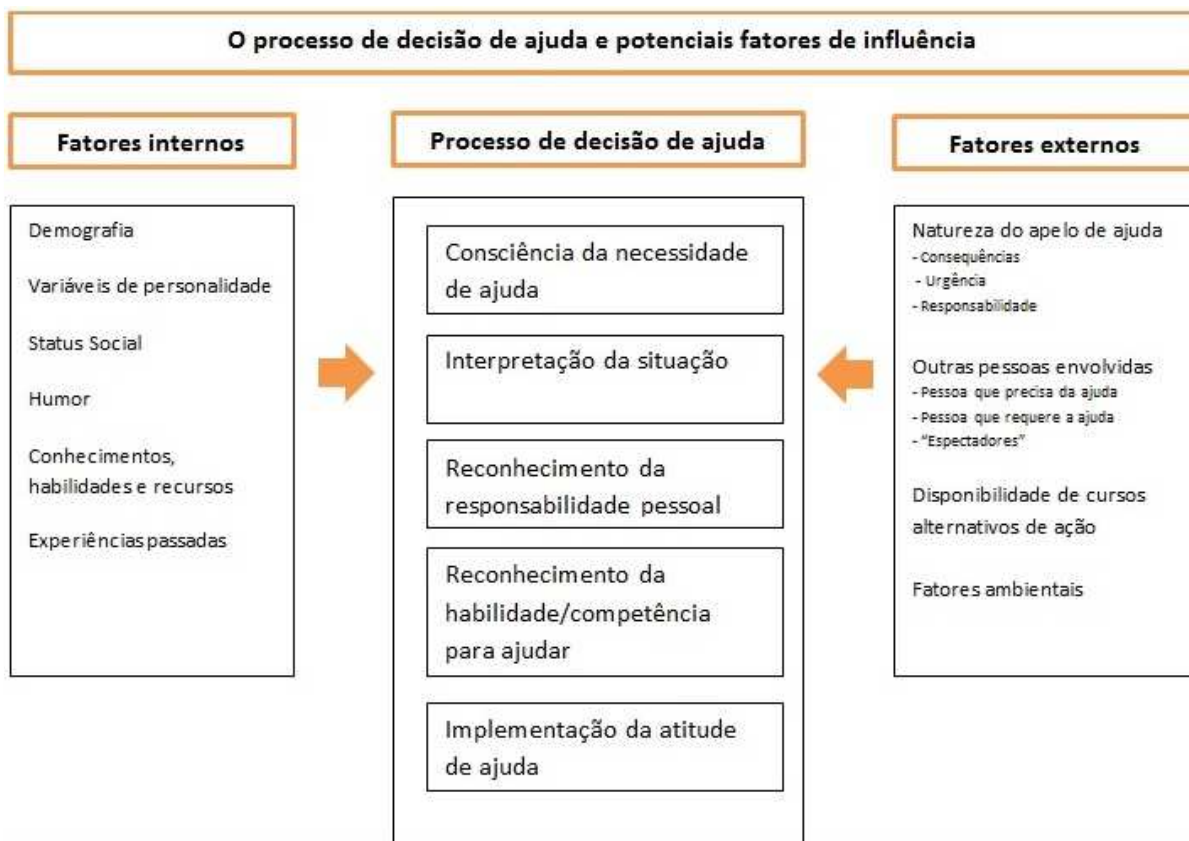 O processo de decisão de ajuda e potenciais fatores de influência
Fatores internos
Demografia
Variáveis de personalidade
Status Social
Humor
Conhecimentos,
habilidades e recursos
Experiências passadas
Processo de decisão de ajuda
Consciência da necessidade
de ajuda
Interpretação da situação
Reconhecimento da
responsabilidade pessoal
Reconhecimento da
habilidade/competência
para ajudar
Implementação da atitude
de ajuda
Fatores externos
Natureza do apelo de ajuda
- Consequências
- Urgência
- Responsabilidade
Outras pessoas envolvidas
- Pessoa que precisa da ajuda
- Pessoa que requere a ajuda
- "Espectadores"
Disponibilidade de cursos
alternativos de ação
Fatores ambientais